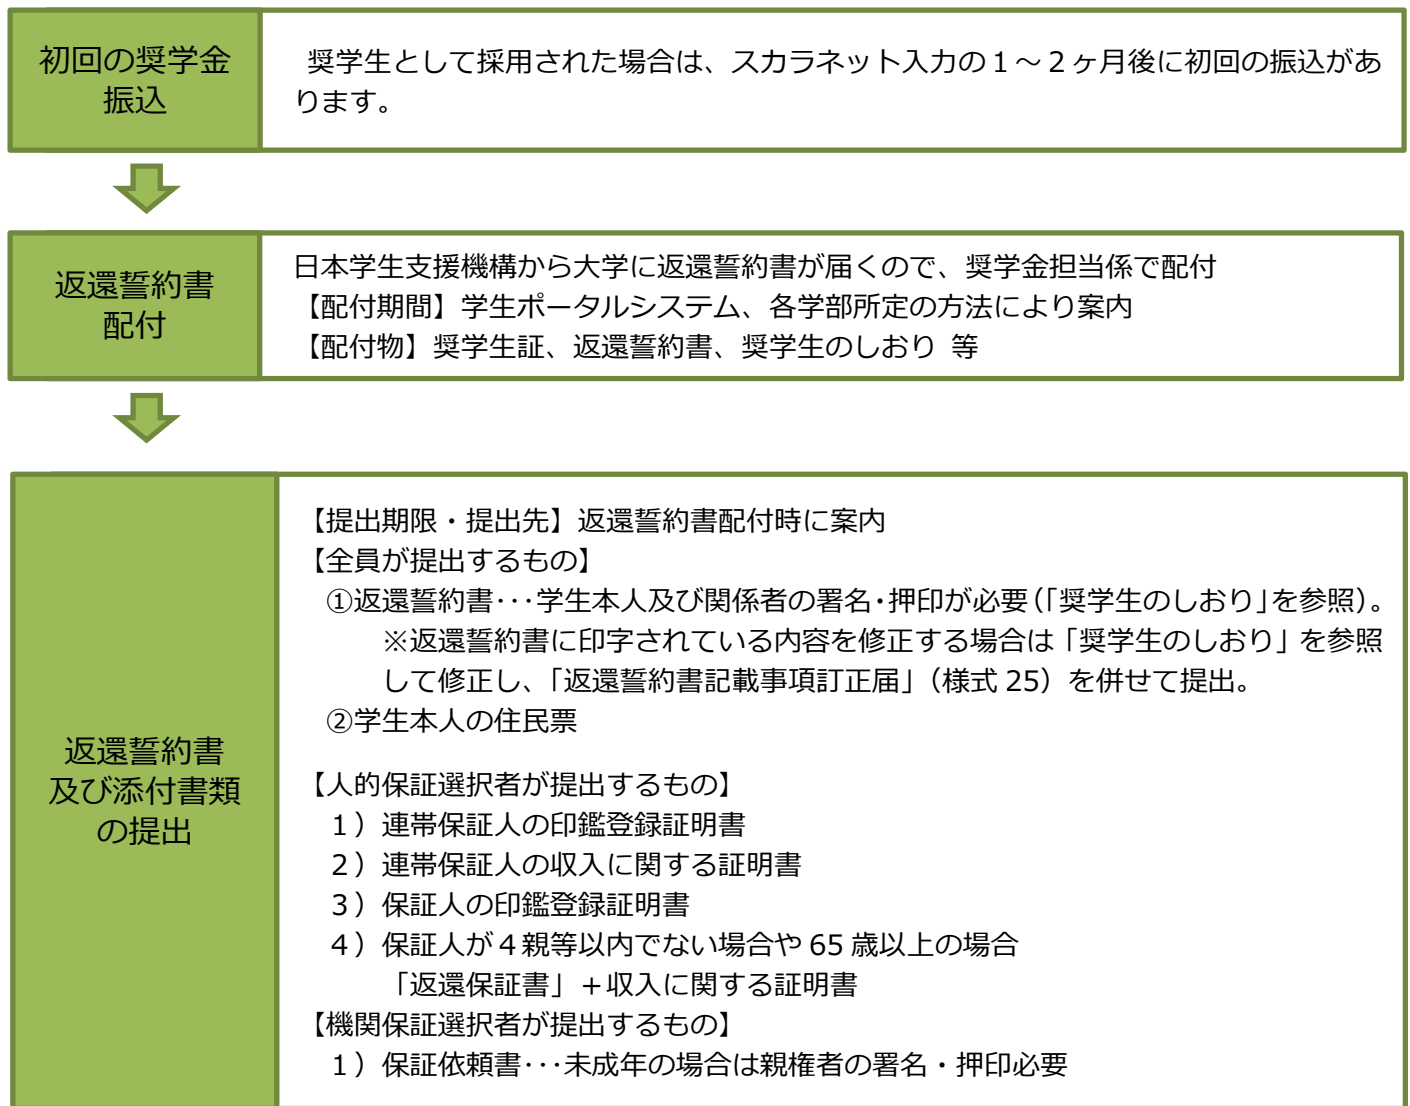 初回の奨学金
振込
奨学生として採用された場合は、スカラネット入力の１～２ヶ月後に初回の振込があ
ります。
返還誓約書
配付
日本学生支援機構から大学に返還誓約書が届くので、奨学金担当係で配付
【配付期間】学生ポータルシステム、各学部所定の方法により案内
【配付物】奨学生証、返還誓約書、奨学生のしおり 等
返還誓約書
及び添付書類
の提出
【提出期限・提出先】返還誓約書配付時に案内
【全員が提出するもの】
①返還誓約書･･･学生本人及び関係者の署名・押印が必要（「奨学生のしおり」を参照）。
※返還誓約書に印字されている内容を修正する場合は「奨学生のしおり」を参照
して修正し、「返還誓約書記載事項訂正届」（様式 25）を併せて提出。
②学生本人の住民票
【人的保証選択者が提出するもの】
１）連帯保証人の印鑑登録証明書
２）連帯保証人の収入に関する証明書
３）保証人の印鑑登録証明書
４）保証人が４親等以内でない場合や 65 歳以上の場合
「返還保証書」＋収入に関する証明書
【機関保証選択者が提出するもの】
１）保証依頼書･･･未成年の場合は親権者の署名・押印必要